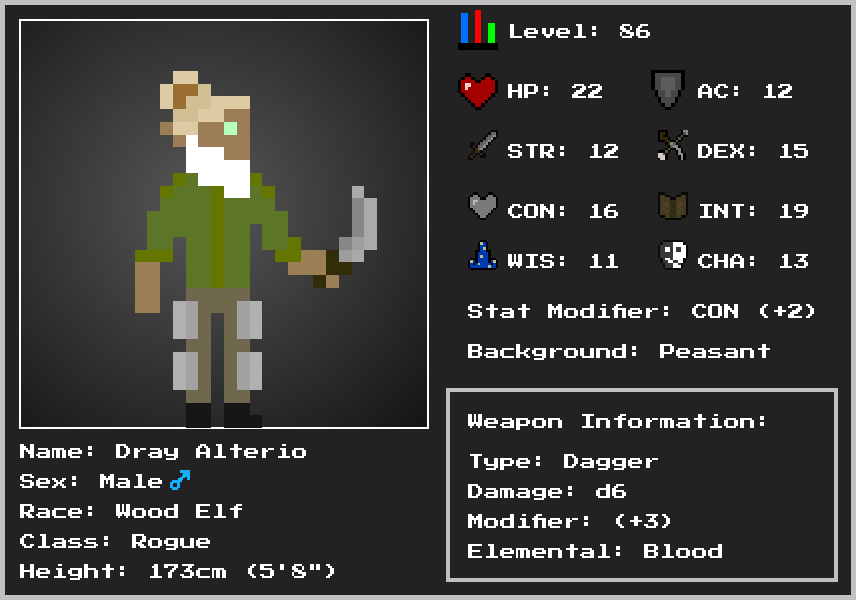 Level: 86
HP: 22
AC: 12
STR: 12
DEX: 15
CON: 16
INT: 19
WIS: 11
CHA: 13
Stat Modifier: CON (+2)
Background: Peasant
Name: Dray Alterio
Sex: Male♂
Race: Wood Elf
Class: Rogue
Height: 173cm (5'8")
Weapon Information:
Type: Dagger
Damage: d6
Modifier: (+3)
Elemental: Blood